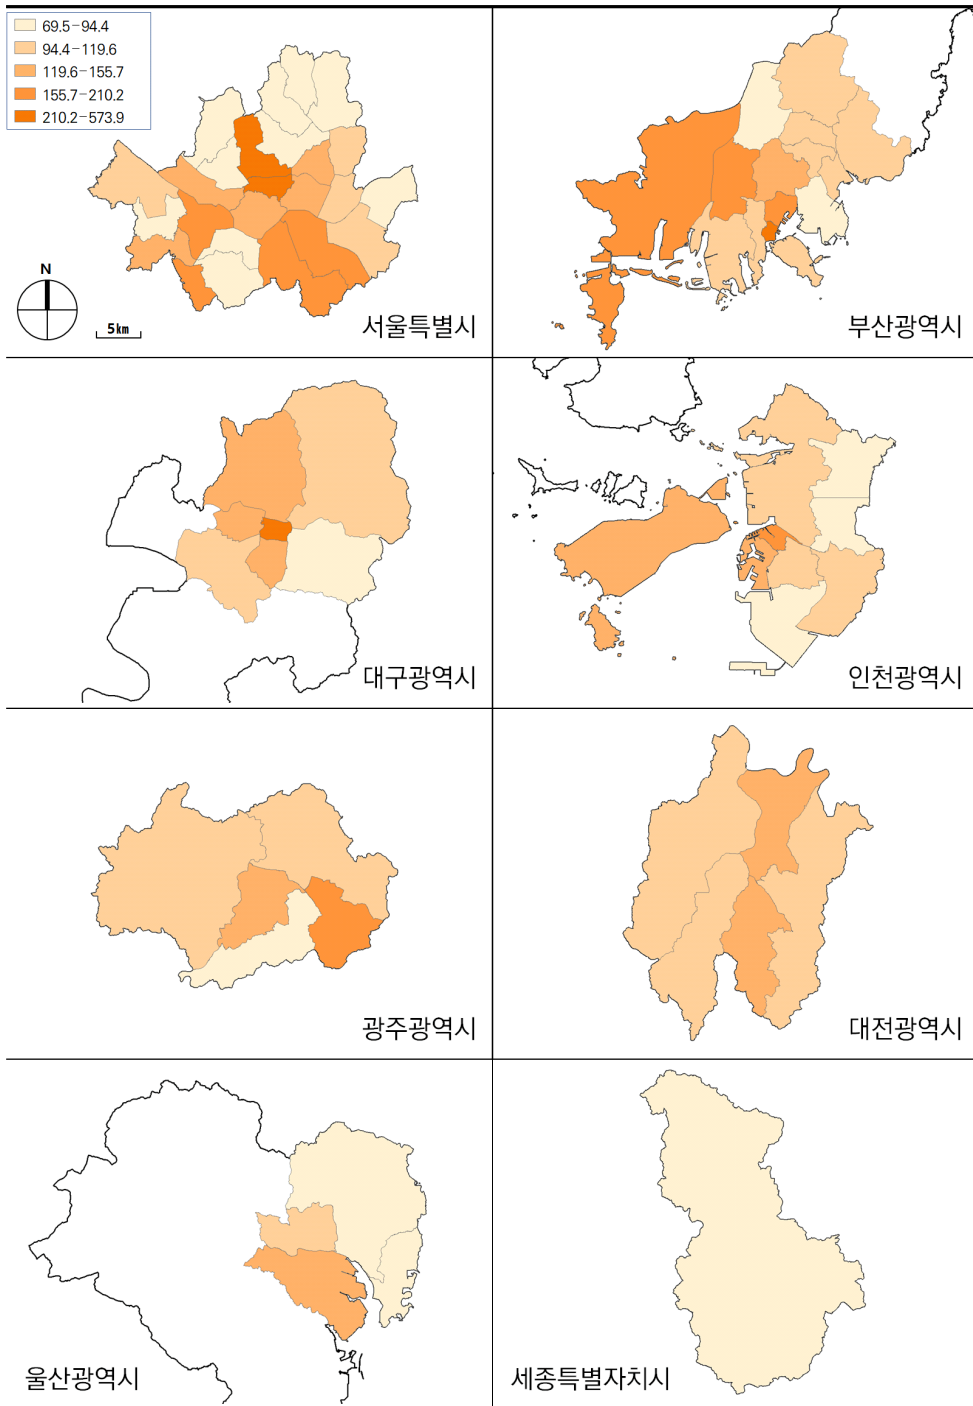 69.5-94.4
94.4-119.6
119.6-155.7
155.7-210.2
210.2-573.9
N
5km
서울특별시
부산광역시
대구광역시
인천광역시
광주광역시
대전광역시
울산광역시
세종특별자치시